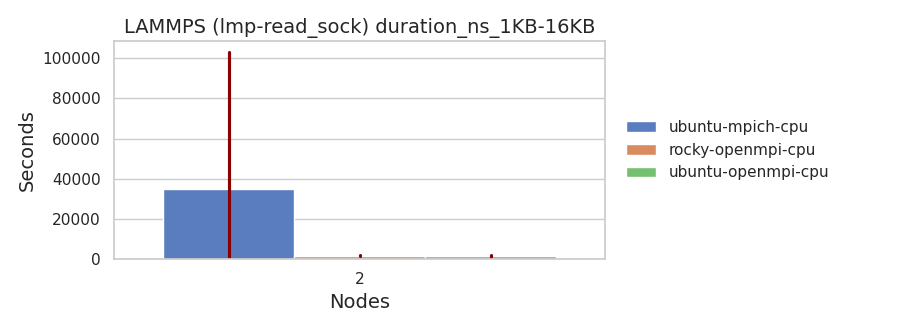 LAMMPS (lmp-read_sock) duration_ns_1KB-16KB
100000
80000
60000
40000
20000
0
Seconds
2
Nodes
ubuntu-mpich-cpu
rocky-openmpi-cpu
ubuntu-openmpi-cpu